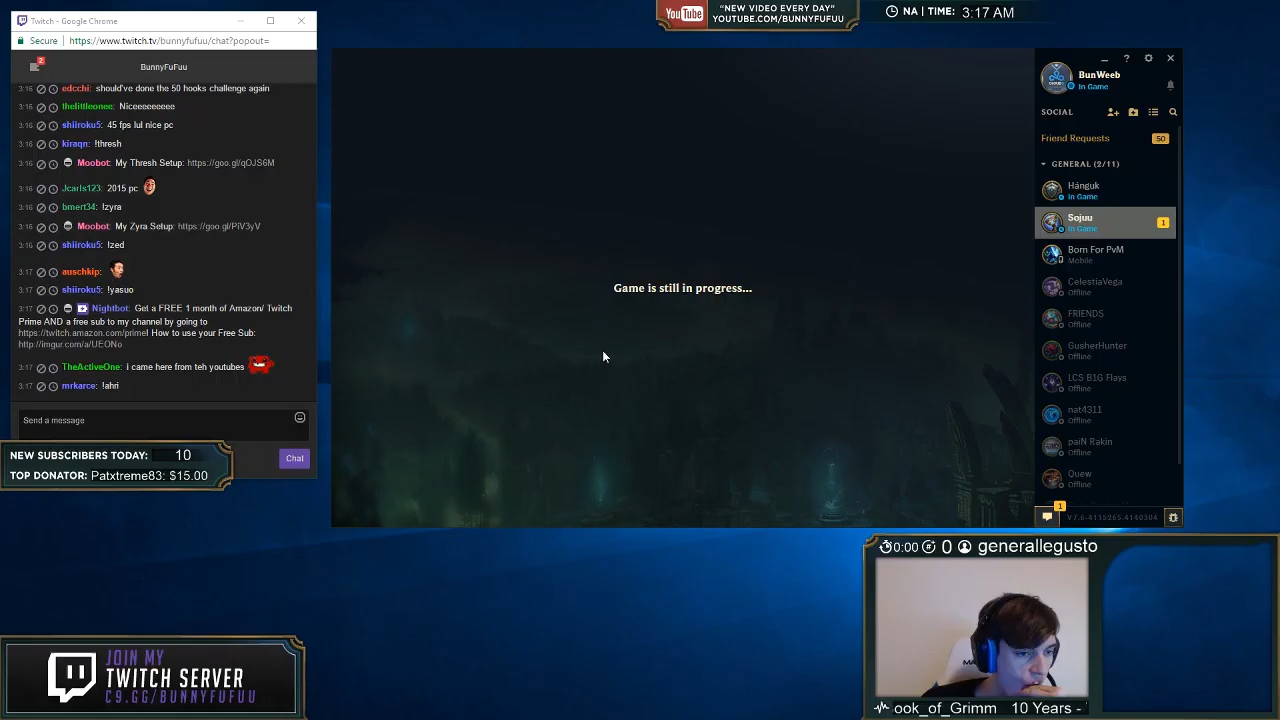 Twitch - Google Chrome
Secure | https://www.twitch.tv/bunnyfufuu/chat?popout=
2
BunnyFuFuu
edcchi: should've done the 50 hooks challenge again
3:16 thelittleonee: Niceeeeeeee
3:16 shiiroku5: 45 fps lul nice pc
3:16 kiraqn: !thresh
3:16 Moobot: My Thresh Setup: https://goo.gl/qOJS6M
3:16 Jcarls123: 2015 pc
3:16 bmert34: !zyra
3:16 Moobot: My Zyra Setup: https://goo.gl/PiV3yV
3:16 shiiroku5: !zed
3:17 auschkip:
3:17 shiiroku5: !yasuo
3:17 Nightbot: Get a FREE 1 month of Amazon/ Twitch
Prime AND a free sub to my channel by going to
https://twitch.amazon.com/prime! How to use your Free Sub:
http://imgur.com/a/UEONo
3:17 TheActiveOne: i came here from teh youtubes
3:17 mrkarce: !ahri
Send a message
Chat
NEW SUBSCRIBERS TODAY: 10
TOP DONATOR: Patxtreme83: $15.00
JOIN MY
TWITCH SERVER
C9.GG/BUNNYFUFUU
YouTube
"NEW VIDEO EVERY DAY"
YOUTUBE.COM/BUNNYFUFUU
NA | TIME: 3:17 AM
Game is still in progress...
?
BunWeeb
In Game
SOCIAL
Friend Requests 50
GENERAL (2/11)
Hánguk
In Game
Sojuu
In Game
1
Born For PvM
Mobile
CelestiaVega
Offline
FRIENDS
Offline
GusherHunter
Offline
LCS B1G Flays
Offline
nat4311
Offline
paiN Rakin
Offline
Quew
Offline
1
V7.6-4115265.4140304
0:00 0 generallegusto
ook_of_Grimm 10 Years -